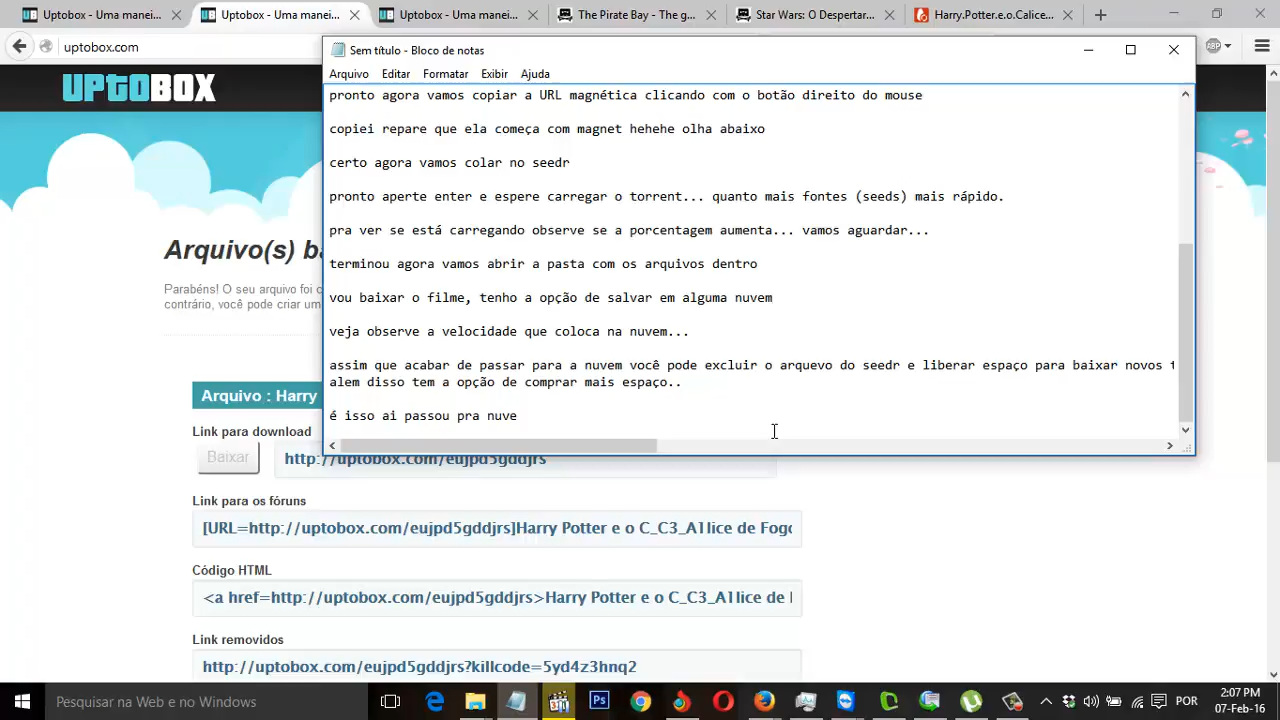 Uptobox - Uma manei...
Uptobox - Uma manei...
Uptobox - Uma manei...
The Pirate Bay - The g...
Star Wars: O Despertar...
Harry.Potter.e.o.Calice...
uptobox.com
ABP
UPTOBOX
Sem título - Bloco de notas
Arquivo Editar Formatar Exibir Ajuda
pronto agora vamos copiar a URL magnética clicando com o botão direito do mouse
copiei repare que ela começa com magnet hehehe olha abaixo
certo agora vamos colar no seedr
pronto aperte enter e espere carregar o torrent... quanto mais fontes (seeds) mais rápido.
pra ver se está carregando observe se a porcentagem aumenta... vamos aguardar...
terminou agora vamos abrir a pasta com os arquivos dentro
vou baixar o filme, tenho a opção de salvar em alguma nuvem
veja observe a velocidade que coloca na nuvem...
assim que acabar de passar para a nuvem você pode excluir o arquevo do seedr e liberar espaço para baixar novos
alem disso tem a opção de comprar mais espaço..
é isso ai passou pra nuve
Arquivo(s) ba
Parabéns! O seu arquivo foi
contrário, você pode criar um
Arquivo : Harry
Link para download
Baixar
http://uptobox.com/eujpd5gddjrs
Link para os fóruns
[URL=http://uptobox.com/eujpd5gddjrs]Harry Potter e o C_C3_A1lice de Fogo
Código HTML
<a href=http://uptobox.com/eujpd5gddjrs>Harry Potter e o C_C3_A1lice de
Link removidos
http://uptobox.com/eujpd5gddjrs?killcode=5yd4z3hnq2
Pesquisar na Web e no Windows
Ps
POR
2:07 PM
07-Feb-16